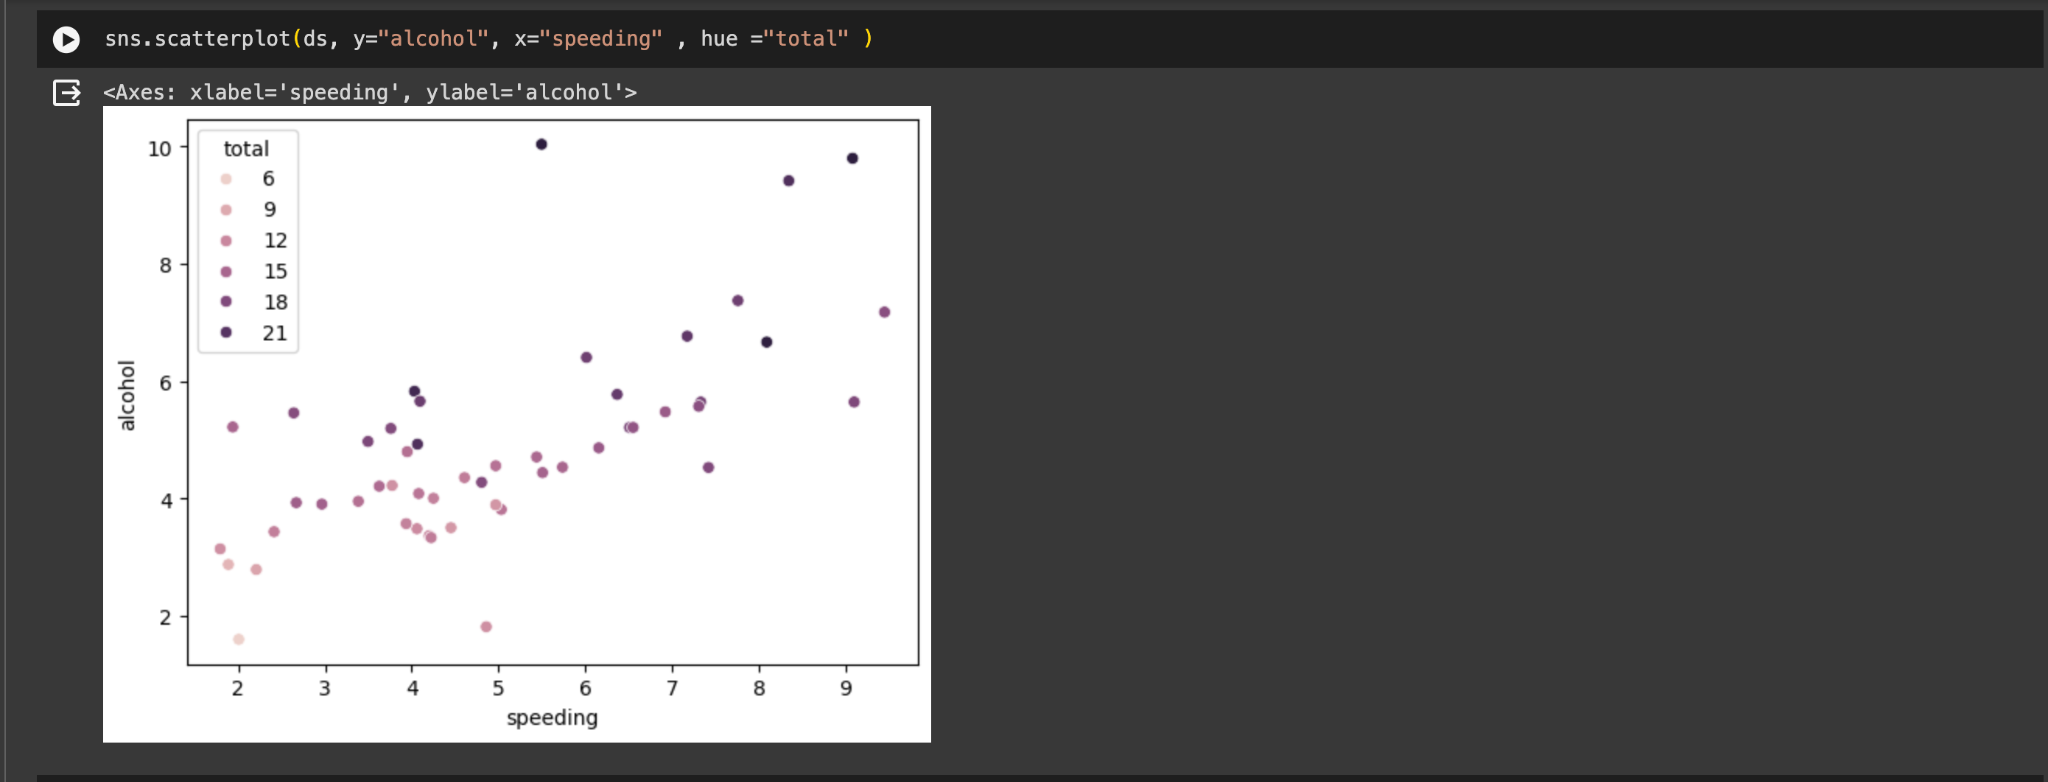 sns.scatterplot(ds, y="alcohol", x="speeding" , hue ="total" )
<Axes: xlabel='speeding', ylabel='alcohol'>
total
6
9
12
15
18
21
10
8
6
4
2
alcohol
2 3 4 5 6 7 8 9
speeding